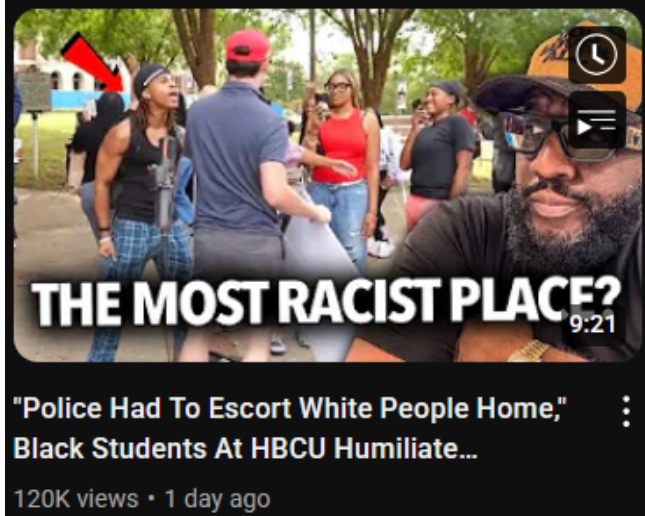 THE MOST RACIST PLACE?
9:21
"Police Had To Escort White People Home,"
Black Students At HBCU Humiliate...
120K views • 1 day ago